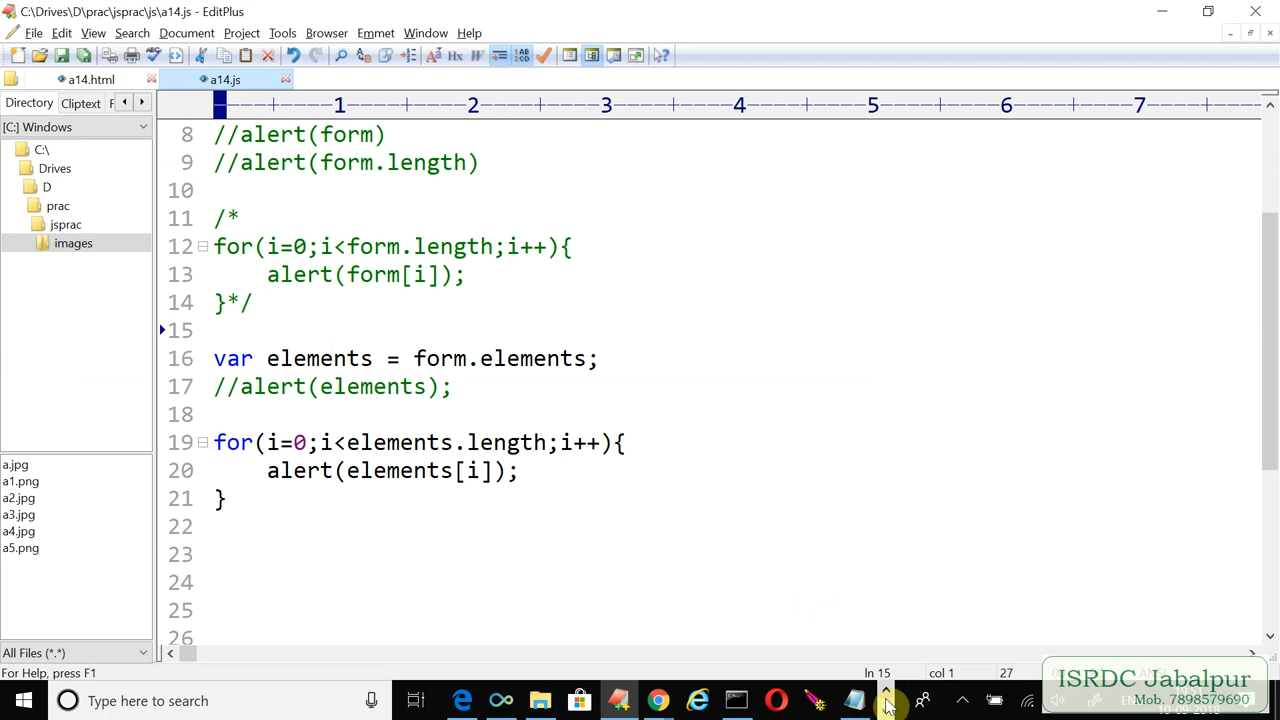 C:\Drives\D\prac\jsprac\js\a14.js - EditPlus
File Edit View Search Document Project Tools Browser Emmet Window Help
a14.html
a14.js
Directory Cliptext F
[C:] Windows
C:\
Drives
D
prac
jsprac
images
a.jpg
a1.png
a2.jpg
a3.jpg
a4.jpg
a5.png
All Files (*.*)
1 2 3 4 5 6 7
8 //alert(form)
9 //alert(form.length)
10
11 /*
12 for(i=0;i<form.length;i++){
13 alert(form[i]);
14 }*/
15
16 var elements = form.elements;
17 //alert(elements);
18
19 for(i=0;i<elements.length;i++){
20 alert(elements[i]);
21 }
22
23
24
25
26
For Help, press F1
ln 15 col 1 27
Type here to search
ISRDC Jabalpur
Mob. 7898579690
10-09-2018